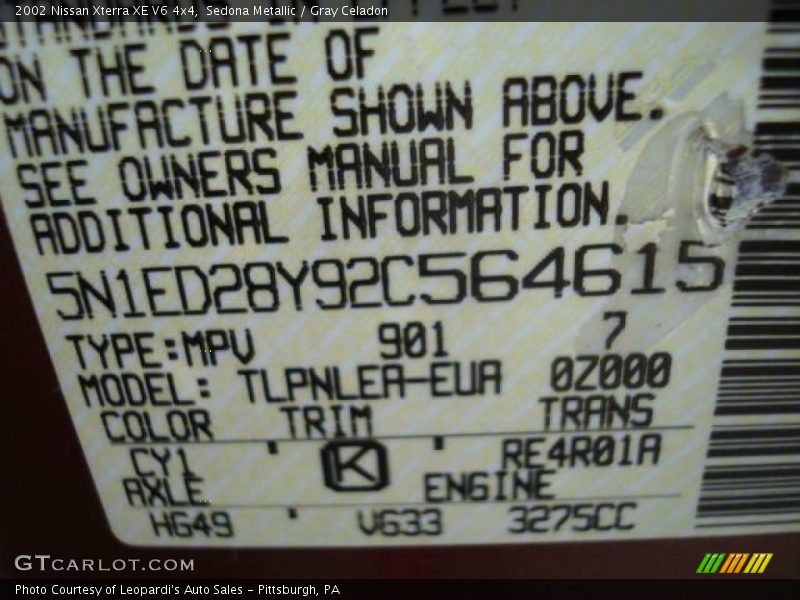 2002 Nissan Xterra XE V6 4x4, Sedona Metallic / Gray Celadon
ON THE DATE OF
MANUFACTURE SHOWN ABOVE.
SEE OWNERS MANUAL FOR
ADDITIONAL INFORMATION.
5N1ED28Y92C564615
TYPE:MPV 901 7
MODEL: TLPNLEA-EUA 0Z000
COLOR TRIM TRANS
CY1 K RE4R01A
AXLE ENGINE
HG49 VG33 3275CC
GTCARLOT.COM
Photo Courtesy of Leopardi's Auto Sales - Pittsburgh, PA